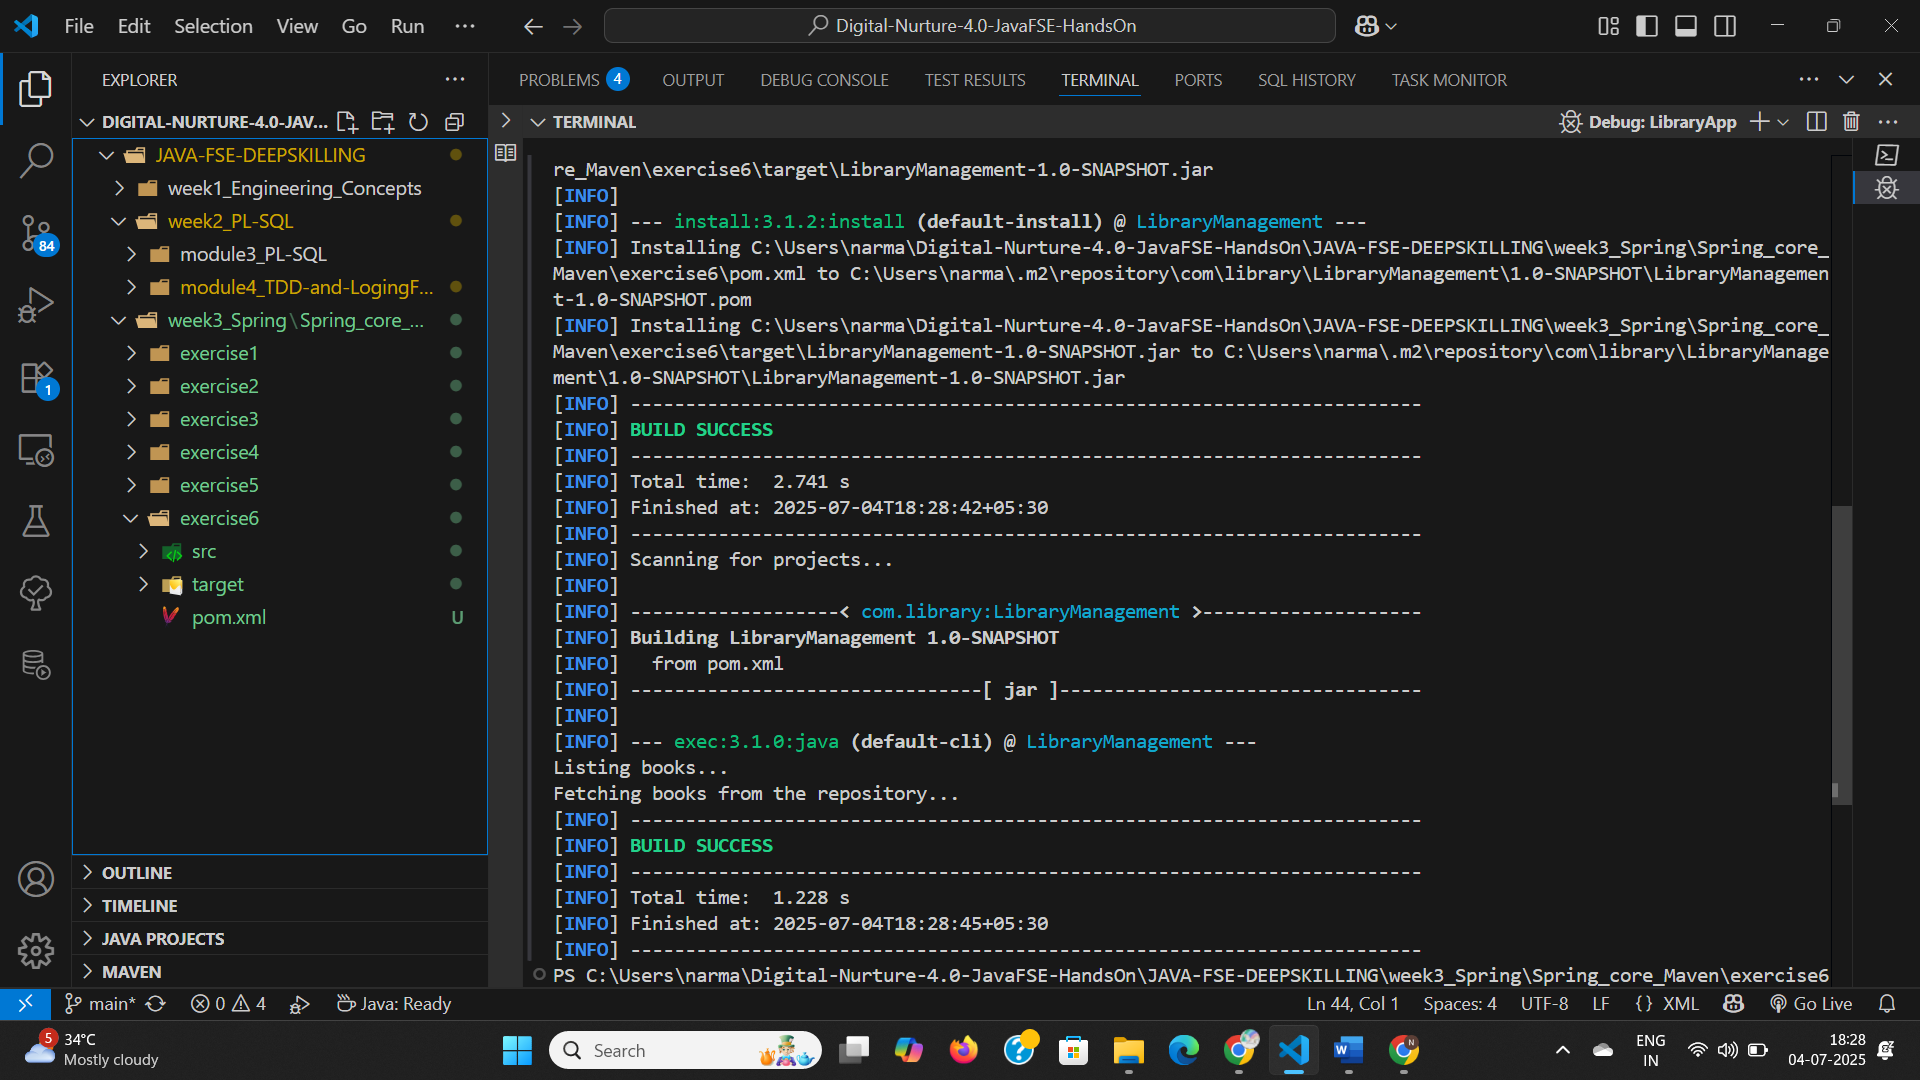 File Edit Selection View Go Run ···
Digital-Nurture-4.0-JavaFSE-HandsOn
EXPLORER
DIGITAL-NURTURE-4.0-JAV...
JAVA-FSE-DEEPSKILLING
week1_Engineering_Concepts
week2_PL-SQL
module3_PL-SQL
module4_TDD-and-LogingF...
week3_Spring\Spring_core_...
exercise1
exercise2
exercise3
exercise4
exercise5
exercise6
src
target
pom.xml U
OUTLINE
TIMELINE
JAVA PROJECTS
MAVEN
84
1
PROBLEMS 4 OUTPUT DEBUG CONSOLE TEST RESULTS TERMINAL PORTS SQL HISTORY TASK MONITOR
TERMINAL
Debug: LibraryApp
re_Maven\exercise6\target\LibraryManagement-1.0-SNAPSHOT.jar
[INFO]
[INFO] --- install:3.1.2:install (default-install) @ LibraryManagement ---
[INFO] Installing C:\Users\narma\Digital-Nurture-4.0-JavaFSE-HandsOn\JAVA-FSE-DEEPSKILLING\week3_Spring\Spring_core_
Maven\exercise6\pom.xml to C:\Users\narma\.m2\repository\com\library\LibraryManagement\1.0-SNAPSHOT\LibraryManagemen
t-1.0-SNAPSHOT.pom
[INFO] Installing C:\Users\narma\Digital-Nurture-4.0-JavaFSE-HandsOn\JAVA-FSE-DEEPSKILLING\week3_Spring\Spring_core_
Maven\exercise6\target\LibraryManagement-1.0-SNAPSHOT.jar to C:\Users\narma\.m2\repository\com\library\LibraryManage
ment\1.0-SNAPSHOT\LibraryManagement-1.0-SNAPSHOT.jar
[INFO] ------------------------------------------------------------------------
[INFO] BUILD SUCCESS
[INFO] ------------------------------------------------------------------------
[INFO] Total time:  2.741 s
[INFO] Finished at: 2025-07-04T18:28:42+05:30
[INFO] ------------------------------------------------------------------------
[INFO] Scanning for projects...
[INFO]
[INFO] -------------------< com.library:LibraryManagement >--------------------
[INFO] Building LibraryManagement 1.0-SNAPSHOT
[INFO]   from pom.xml
[INFO] --------------------------------[ jar ]---------------------------------
[INFO]
[INFO] --- exec:3.1.0:java (default-cli) @ LibraryManagement ---
Listing books...
Fetching books from the repository...
[INFO] ------------------------------------------------------------------------
[INFO] BUILD SUCCESS
[INFO] ------------------------------------------------------------------------
[INFO] Total time:  1.228 s
[INFO] Finished at: 2025-07-04T18:28:45+05:30
[INFO] ------------------------------------------------------------------------
PS C:\Users\narma\Digital-Nurture-4.0-JavaFSE-HandsOn\JAVA-FSE-DEEPSKILLING\week3_Spring\Spring_core_Maven\exercise6
main* 0 4 Java: Ready Ln 44, Col 1 Spaces: 4 UTF-8 LF {} XML Go Live
5 34°C
Mostly cloudy
Search
ENG
IN
18:28
04-07-2025